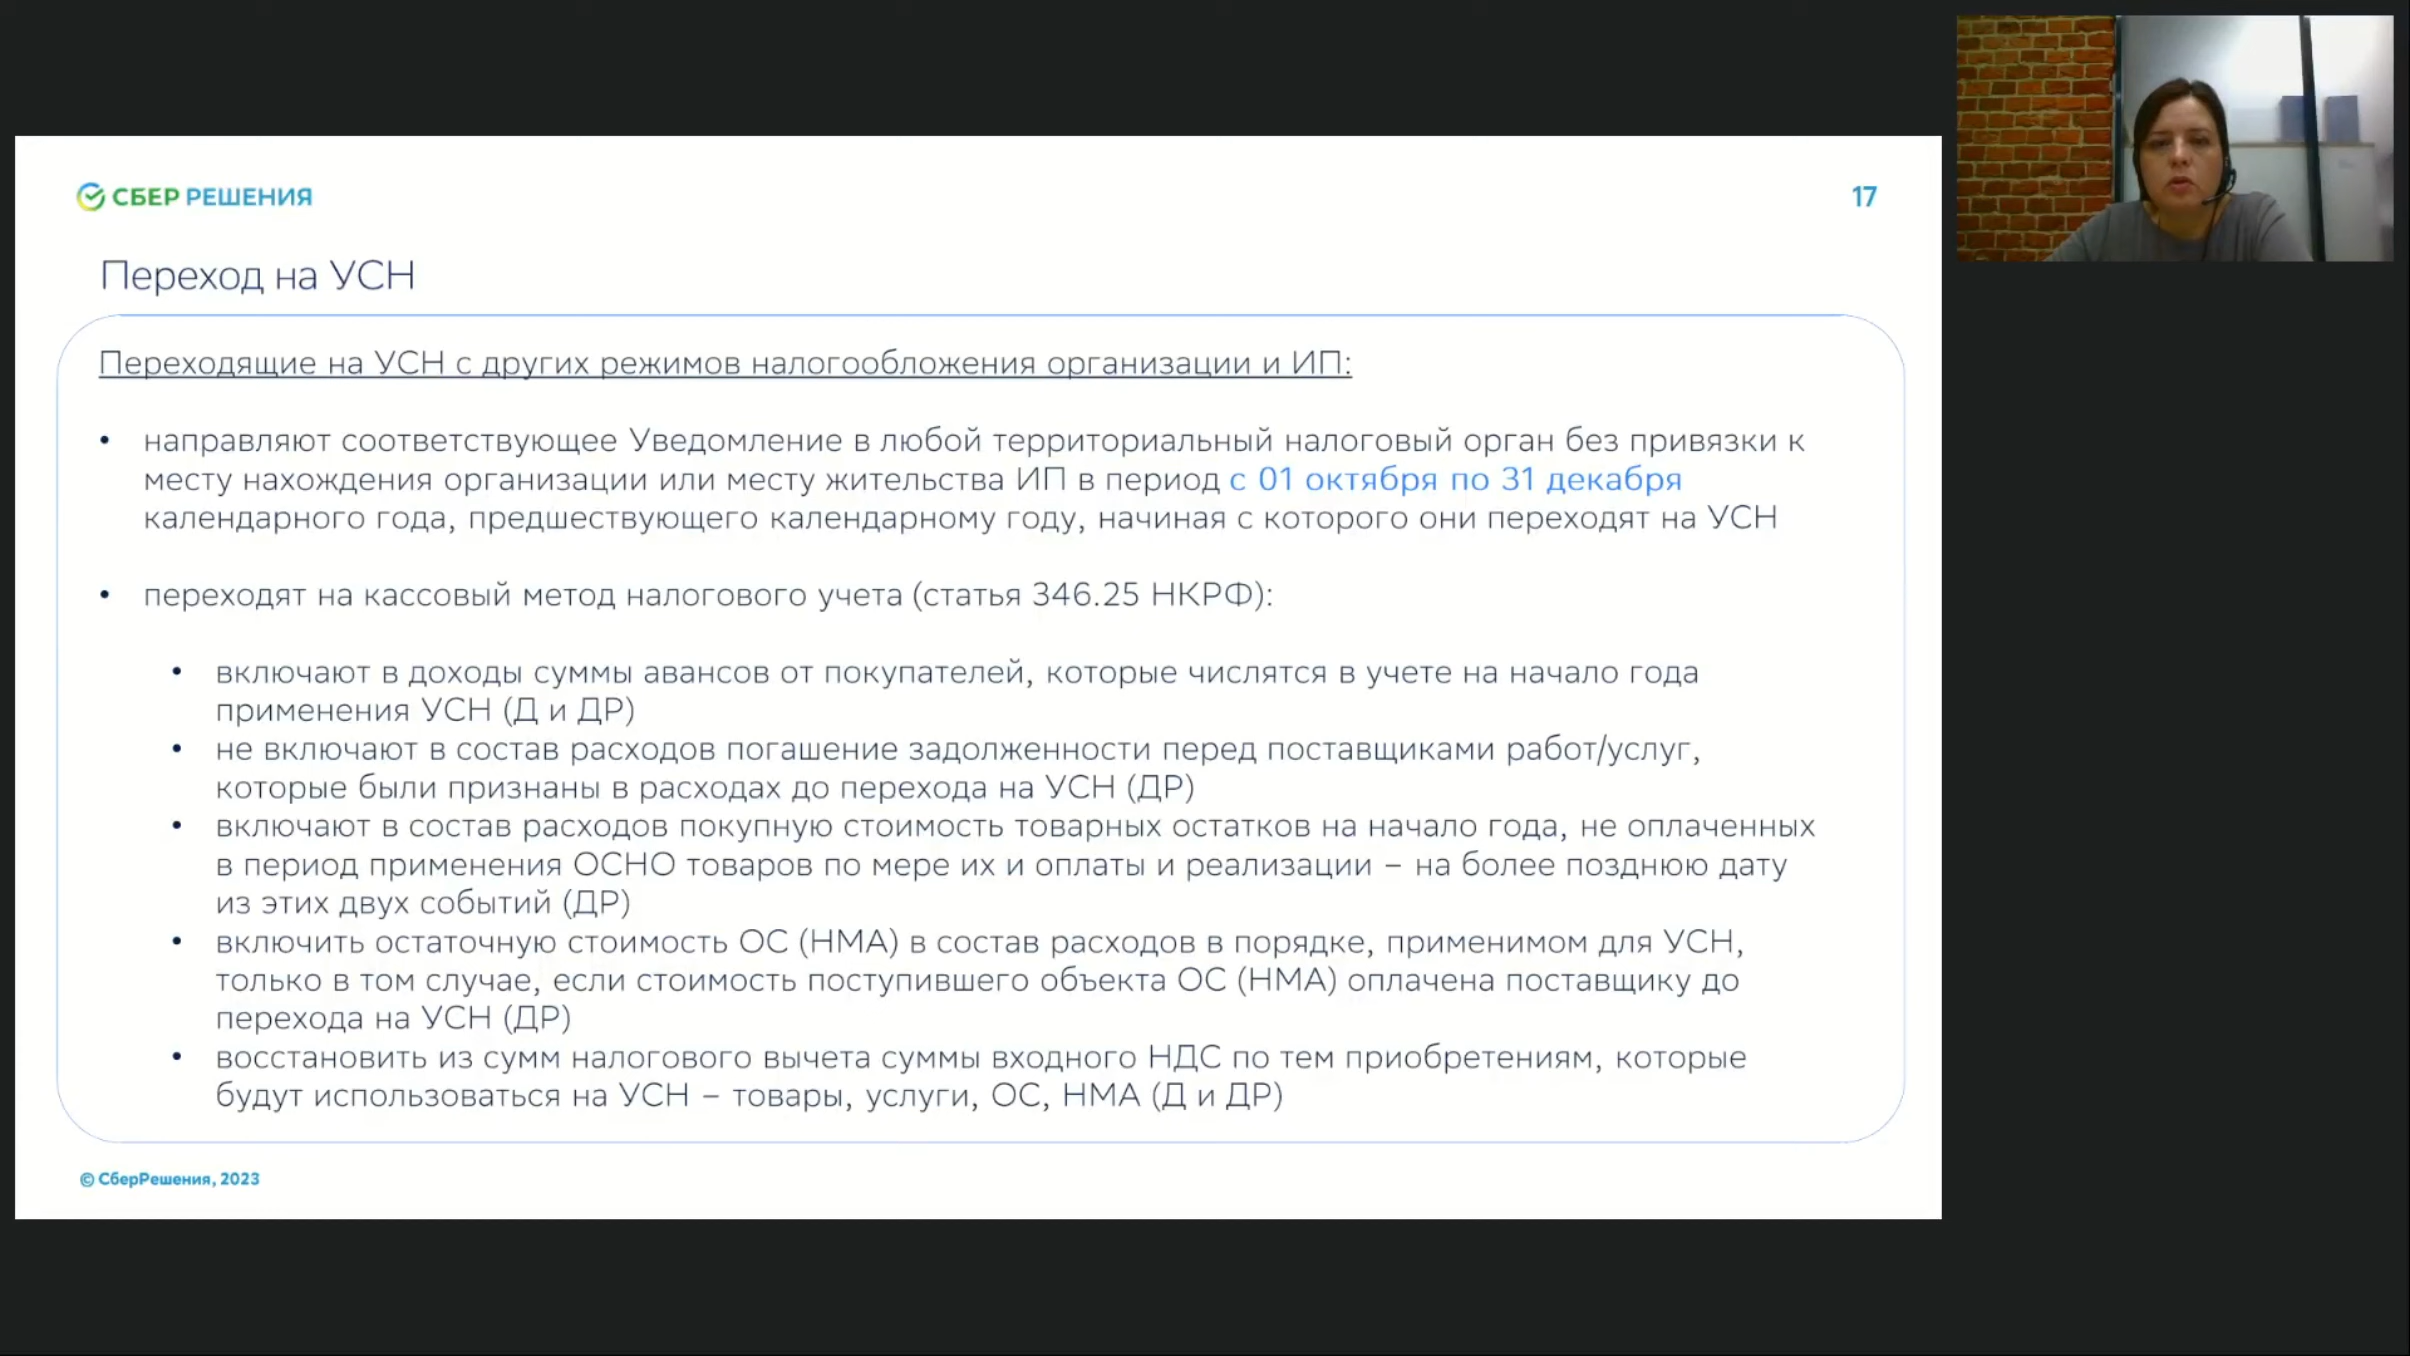 СБЕР РЕШЕНИЯ
17
Переход на УСН
Переходящие на УСН с других режимов налогообложения организации и ИП:
• направляют соответствующее Уведомление в любой территориальный налоговый орган без привязки к
месту нахождения организации или месту жительства ИП в период с 01 октября по 31 декабря
календарного года, предшествующего календарному году, начиная с которого они переходят на УСН
• переходят на кассовый метод налогового учета (статья 346.25 НКРФ):
• включают в доходы суммы авансов от покупателей, которые числятся в учете на начало года
применения УСН (Д и ДР)
• не включают в состав расходов погашение задолженности перед поставщиками работ/услуг,
которые были признаны в расходах до перехода на УСН (ДР)
• включают в состав расходов покупную стоимость товарных остатков на начало года, не оплаченных
в период применения ОСНО товаров по мере их и оплаты и реализации – на более позднюю дату
из этих двух событий (ДР)
• включить остаточную стоимость ОС (НМА) в состав расходов в порядке, применимом для УСН,
только в том случае, если стоимость поступившего объекта ОС (НМА) оплачена поставщику до
перехода на УСН (ДР)
• восстановить из сумм налогового вычета суммы входного НДС по тем приобретениям, которые
будут использоваться на УСН – товары, услуги, ОС, НМА (Д и ДР)
© СберРешения, 2023